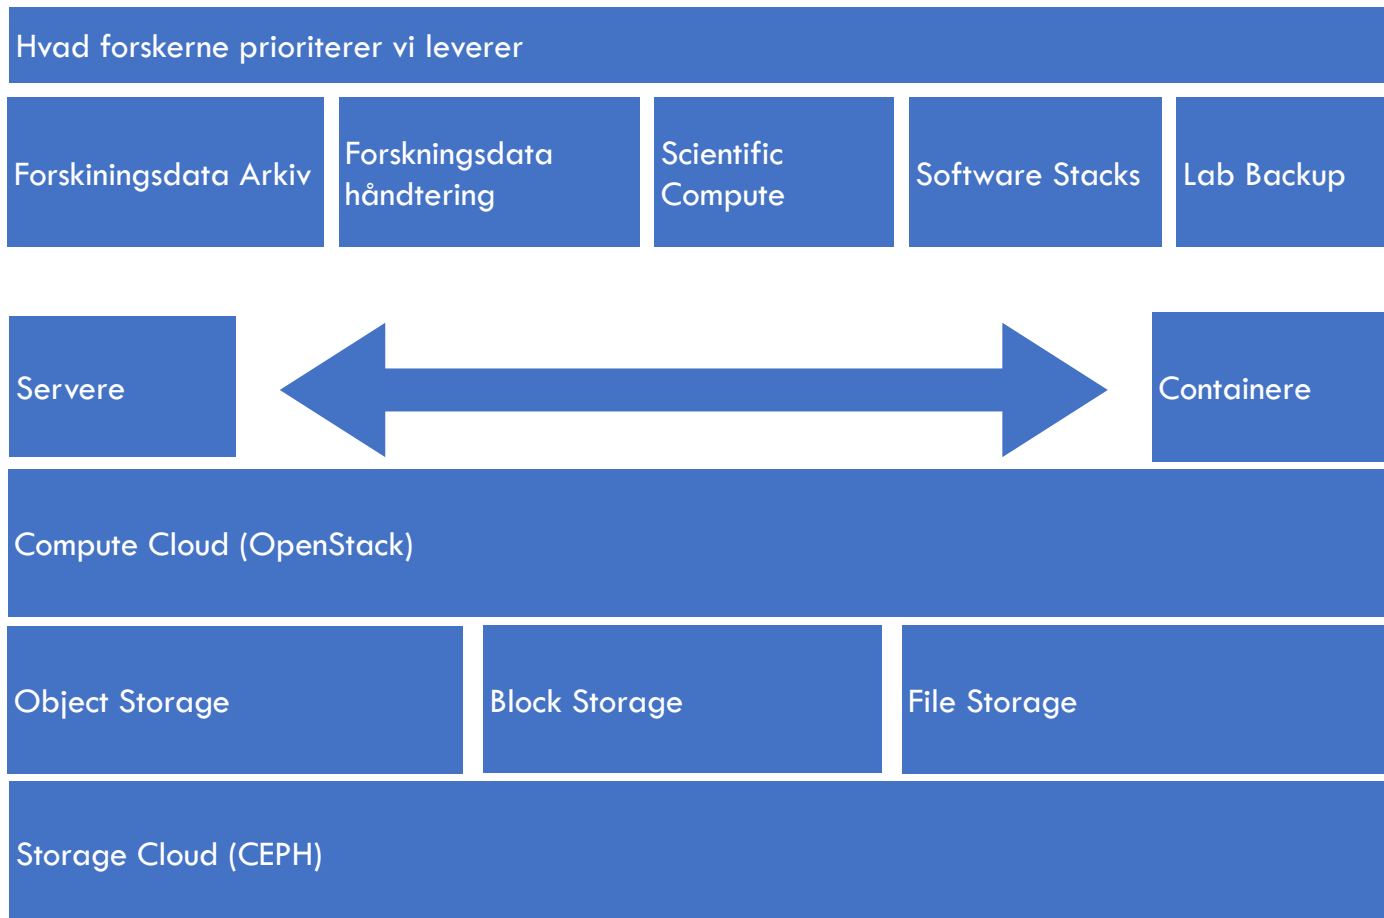 Hvad forskerne prioriterer vi leverer
Forskiningsdata Arkiv
Forskningsdata
håndtering
Scientific
Compute
Software Stacks
Lab Backup
Servere
Containere
Compute Cloud (OpenStack)
Object Storage
Block Storage
File Storage
Storage Cloud (CEPH)